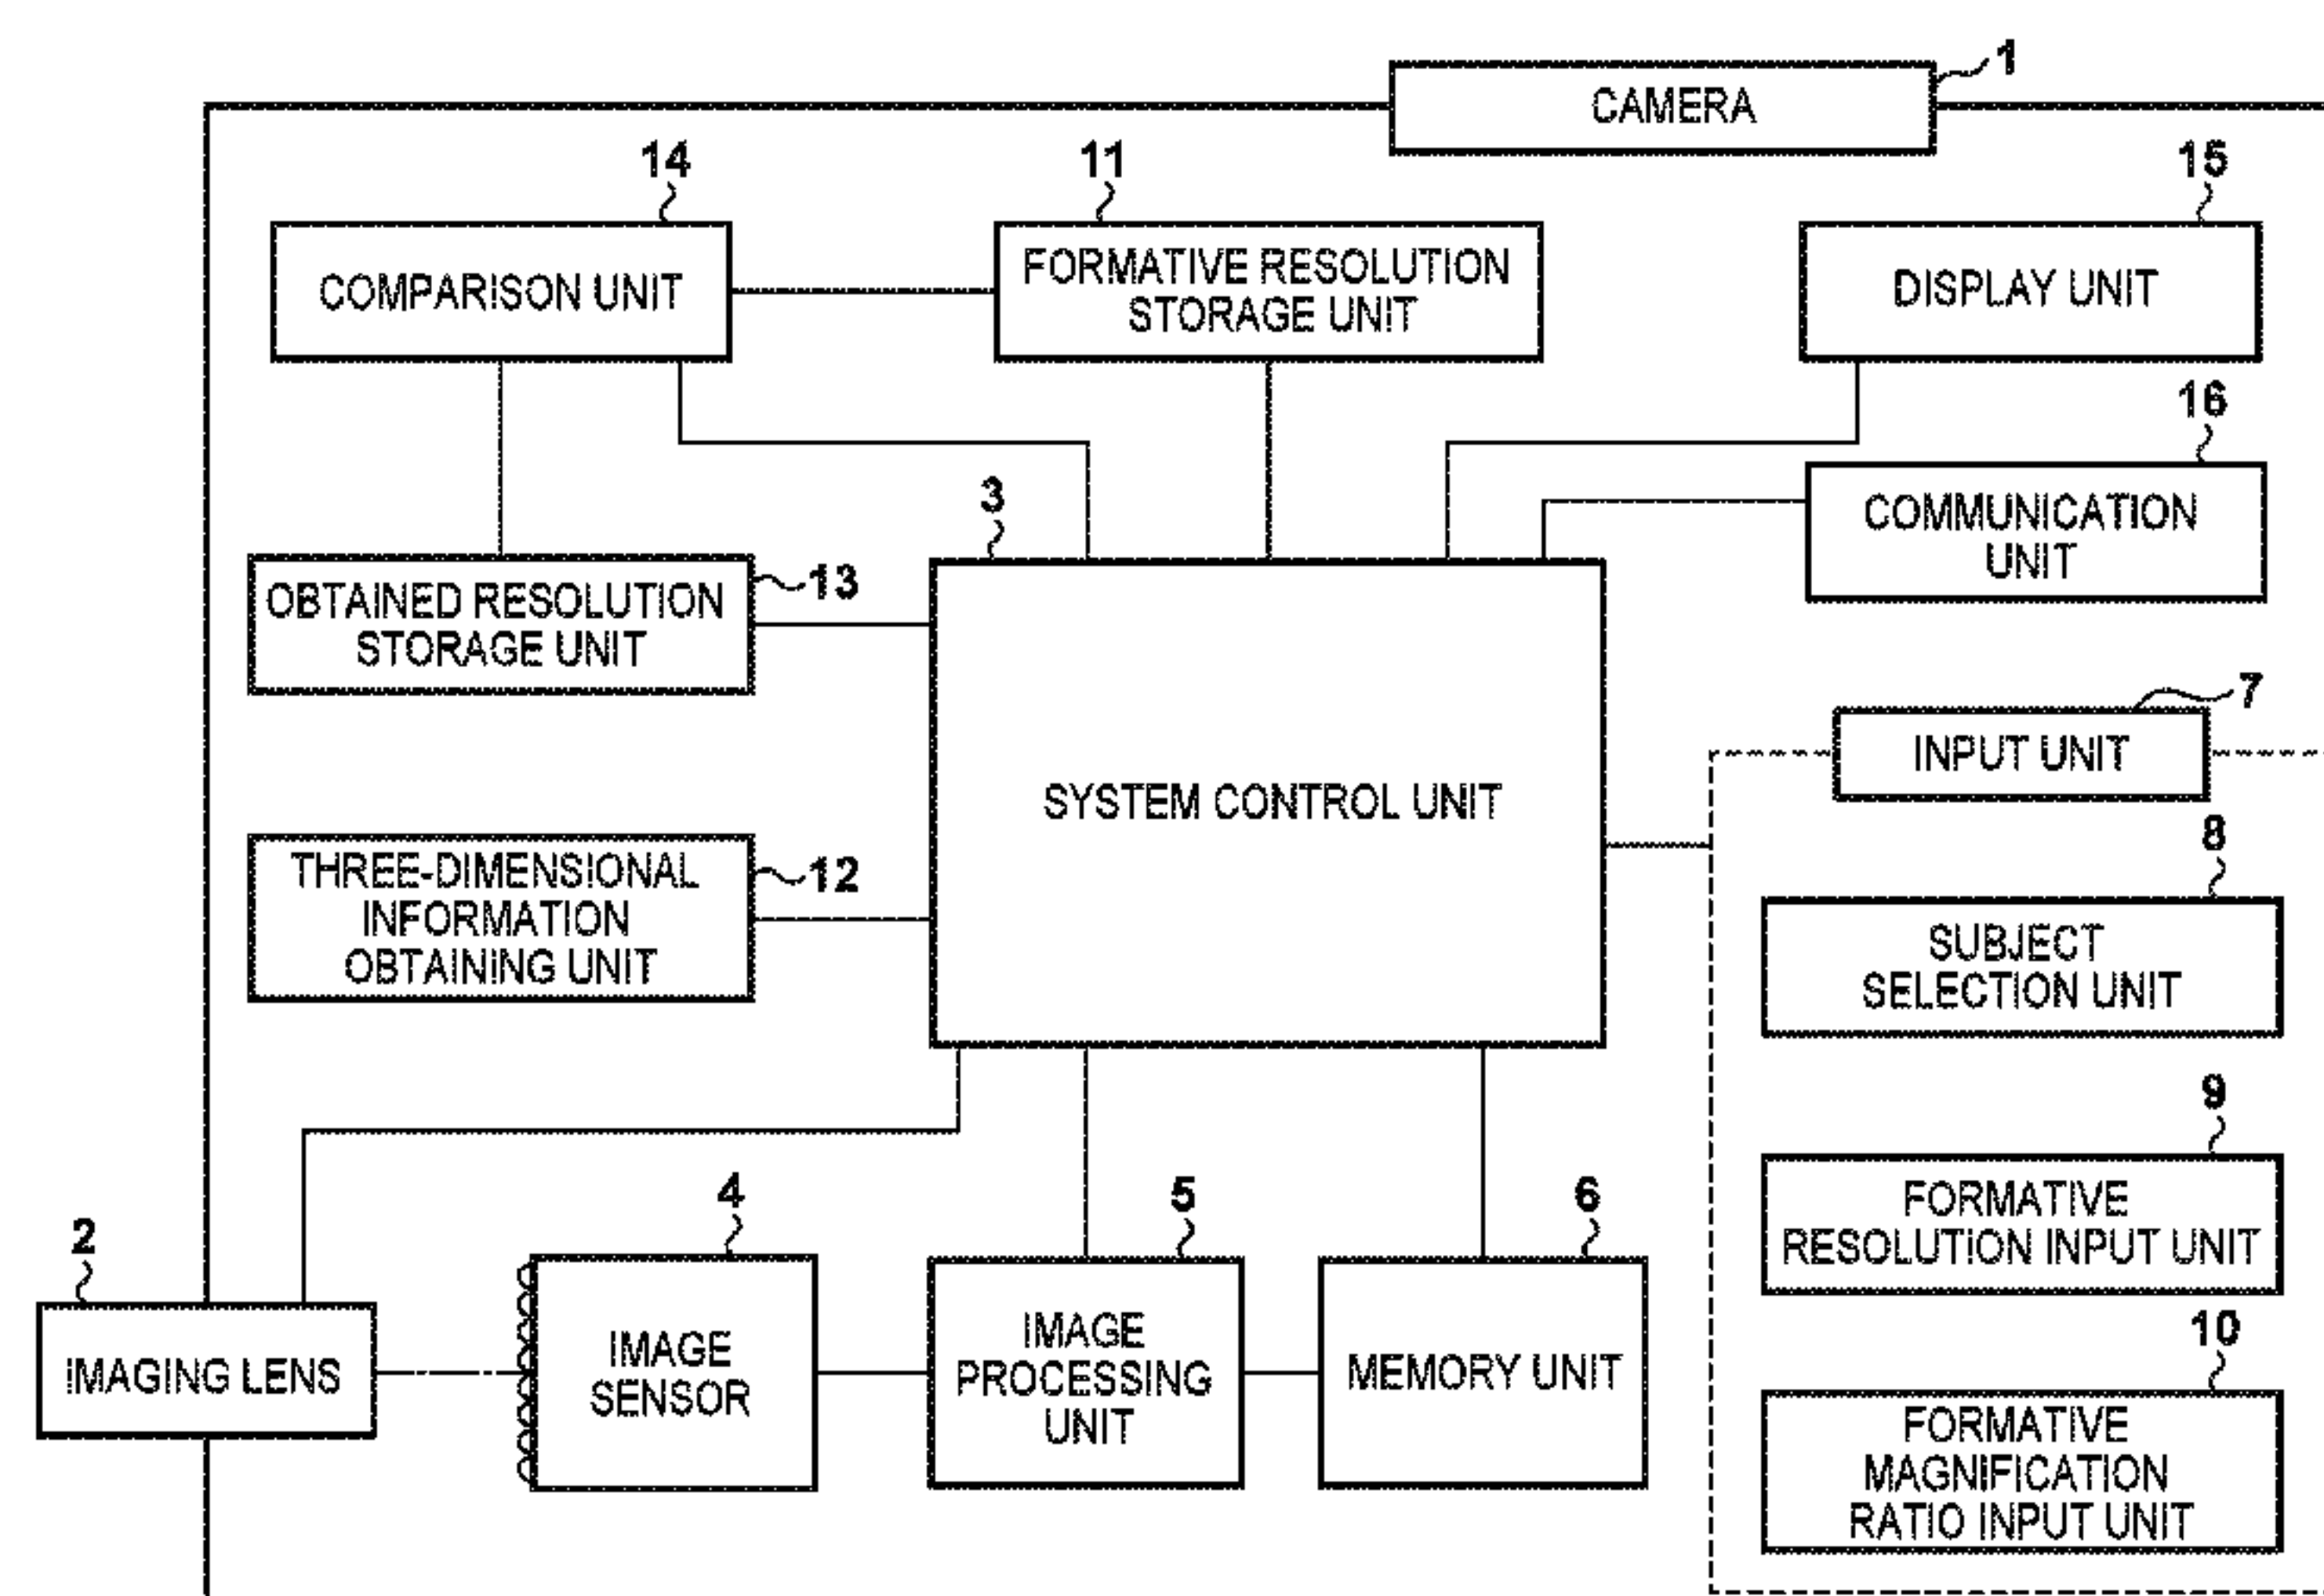 1
CAMERA
14
11
15
COMPARISON UNIT
FORMATIVE RESOLUTION
STORAGE UNIT
DISPLAY UNIT
16
COMMUNICATION
UNIT
3
13
OBTAINED RESOLUTION
STORAGE UNIT
7
INPUT UNIT
SYSTEM CONTROL UNIT
8
12
THREE-DIMENSIONAL
INFORMATION
OBTAINING UNIT
SUBJECT
SELECTION UNIT
9
FORMATIVE
RESOLUTION INPUT UNIT
2
4
5
6
IMAGING LENS
IMAGE
SENSOR
IMAGE
PROCESSING
UNIT
MEMORY UNIT
10
FORMATIVE
MAGNIFICATION
RATIO INPUT UNIT